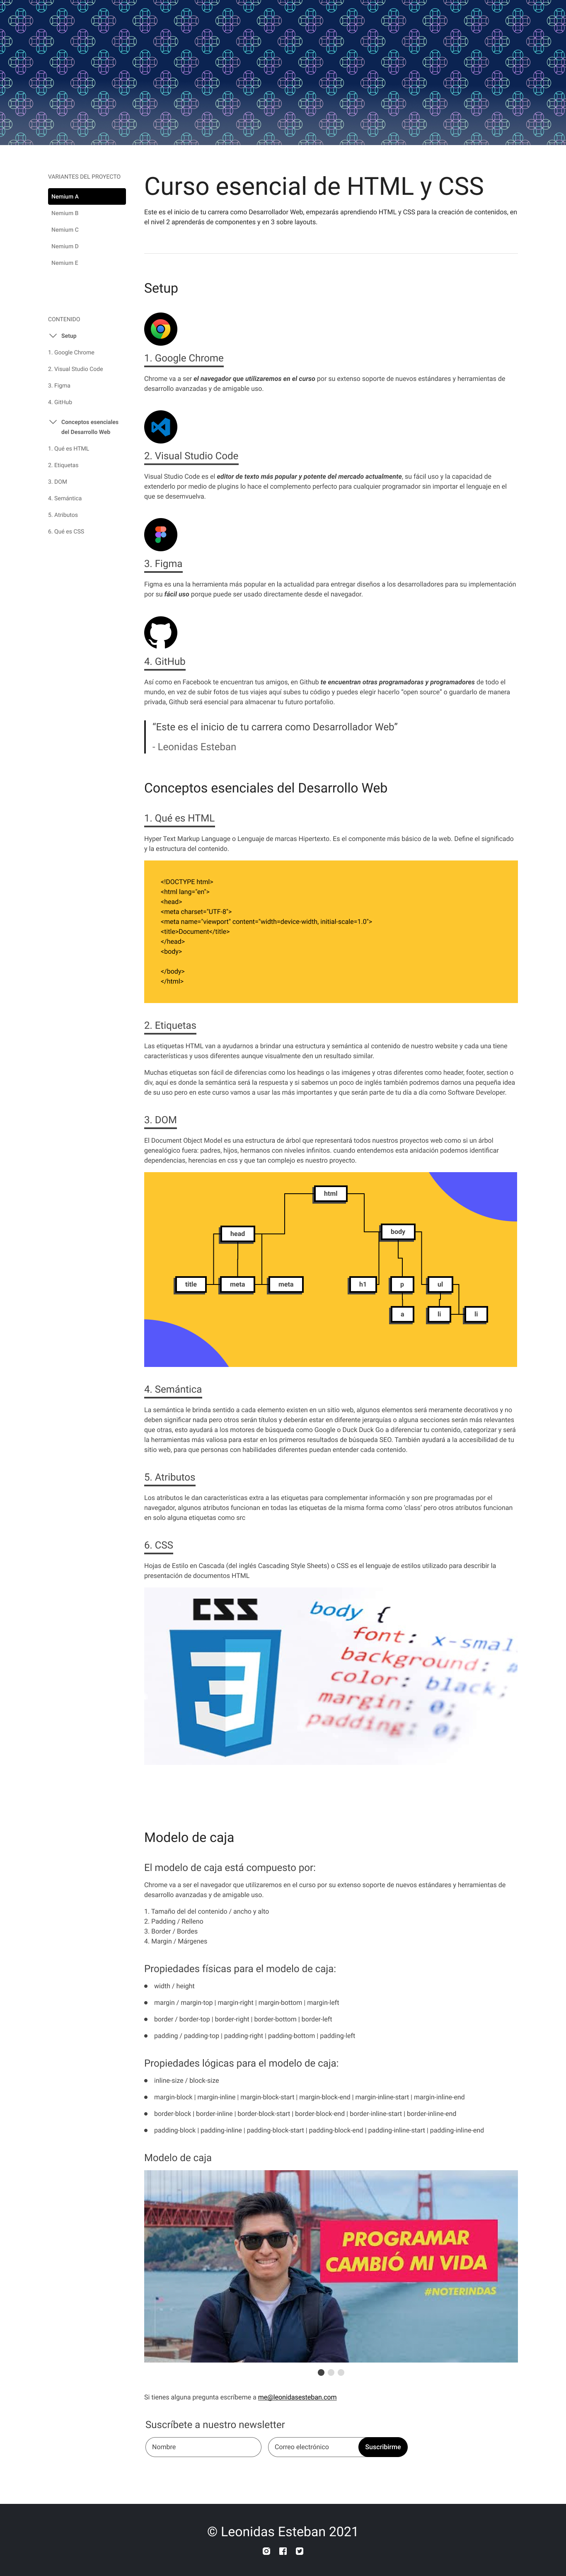 VARIANTES DEL PROYECTO
Nemium A
Nemium B
Nemium C
Nemium D
Nemium E
CONTENIDO
Setup
1. Google Chrome
2. Visual Studio Code
3. Figma
4. GitHub
Conceptos esenciales
del Desarrollo Web
1. Qué es HTML
2. Etiquetas
3. DOM
4. Semántica
5. Atributos
6. Qué es CSS
Curso esencial de HTML y CSS
Este es el inicio de tu carrera como Desarrollador Web, empezarás aprendiendo HTML y CSS para la creación de contenidos, en
el nivel 2 aprenderás de componentes y en 3 sobre layouts.
Setup
1. Google Chrome
Chrome va a ser el navegador que utilizaremos en el curso por su extenso soporte de nuevos estándares y herramientas de
desarrollo avanzadas y de amigable uso.
2. Visual Studio Code
Visual Studio Code es el editor de texto más popular y potente del mercado actualmente, su fácil uso y la capacidad de
extenderlo por medio de plugins lo hace el complemento perfecto para cualquier programador sin importar el lenguaje en el
que se desemvuelva.
3. Figma
Figma es una la herramienta más popular en la actualidad para entregar diseños a los desarrolladores para su implementación
por su fácil uso porque puede ser usado directamente desde el navegador.
4. GitHub
Así como en Facebook te encuentran tus amigos, en Github te encuentran otras programadoras y programadores de todo el
mundo, en vez de subir fotos de tus viajes aquí subes tu código y puedes elegir hacerlo “open source” o guardarlo de manera
privada, Github será esencial para almacenar tu futuro portafolio.
“Este es el inicio de tu carrera como Desarrollador Web”
- Leonidas Esteban
Conceptos esenciales del Desarrollo Web
1. Qué es HTML
Hyper Text Markup Language o Lenguaje de marcas Hipertexto. Es el componente más básico de la web. Define el significado
y la estructura del contenido.
<!DOCTYPE html>
<html lang="en">
<head>
<meta charset="UTF-8">
<meta name="viewport" content="width=device-width, initial-scale=1.0">
<title>Document</title>
</head>
<body>
</body>
</html>
2. Etiquetas
Las etiquetas HTML van a ayudarnos a brindar una estructura y semántica al contenido de nuestro website y cada una tiene
características y usos diferentes aunque visualmente den un resultado similar.
Muchas etiquetas son fácil de diferencias como los headings o las imágenes y otras diferentes como header, footer, section o
div, aquí es donde la semántica será la respuesta y si sabemos un poco de inglés también podremos darnos una pequeña idea
de su uso pero en este curso vamos a usar las más importantes y que serán parte de tu día a día como Software Developer.
3. DOM
El Document Object Model es una estructura de árbol que representará todos nuestros proyectos web como si un árbol
genealógico fuera: padres, hijos, hermanos con niveles infinitos. cuando entendemos esta anidación podemos identificar
dependencias, herencias en css y que tan complejo es nuestro proyecto.
html
head
body
title
meta
meta
h1
p
ul
a
li
li
4. Semántica
La semántica le brinda sentido a cada elemento existen en un sitio web, algunos elementos será meramente decorativos y no
deben significar nada pero otros serán títulos y deberán estar en diferente jerarquías o alguna secciones serán más relevantes
que otras, esto ayudará a los motores de búsqueda como Google o Duck Duck Go a diferenciar tu contenido, categorizar y será
la herramientas más valiosa para estar en los primeros resultados de búsqueda SEO. También ayudará a la accesibilidad de tu
sitio web, para que personas con habilidades diferentes puedan entender cada contenido.
5. Atributos
Los atributos le dan características extra a las etiquetas para complementar información y son pre programadas por el
navegador, algunos atributos funcionan en todas las etiquetas de la misma forma como 'class' pero otros atributos funcionan
en solo alguna etiquetas como src
6. CSS
Hojas de Estilo en Cascada (del inglés Cascading Style Sheets) o CSS es el lenguaje de estilos utilizado para describir la
presentación de documentos HTML
CSS
3
body {
font: x-smal
background: #
color: black;
margin: 0;
padding: 0;
Modelo de caja
El modelo de caja está compuesto por:
Chrome va a ser el navegador que utilizaremos en el curso por su extenso soporte de nuevos estándares y herramientas de
desarrollo avanzadas y de amigable uso.
1. Tamaño del del contenido / ancho y alto
2. Padding / Relleno
3. Border / Bordes
4. Margin / Márgenes
Propiedades físicas para el modelo de caja:
width / height
margin / margin-top | margin-right | margin-bottom | margin-left
border / border-top | border-right | border-bottom | border-left
padding / padding-top | padding-right | padding-bottom | padding-left
Propiedades lógicas para el modelo de caja:
inline-size / block-size
margin-block | margin-inline | margin-block-start | margin-block-end | margin-inline-start | margin-inline-end
border-block | border-inline | border-block-start | border-block-end | border-inline-start | border-inline-end
padding-block | padding-inline | padding-block-start | padding-block-end | padding-inline-start | padding-inline-end
Modelo de caja
PROGRAMAR
CAMBIÓ MI VIDA
#NOTERINDAS
Si tienes alguna pregunta escríbeme a me@leonidasesteban.com
Suscríbete a nuestro newsletter
Nombre
Correo electrónico
Suscribirme
© Leonidas Esteban 2021